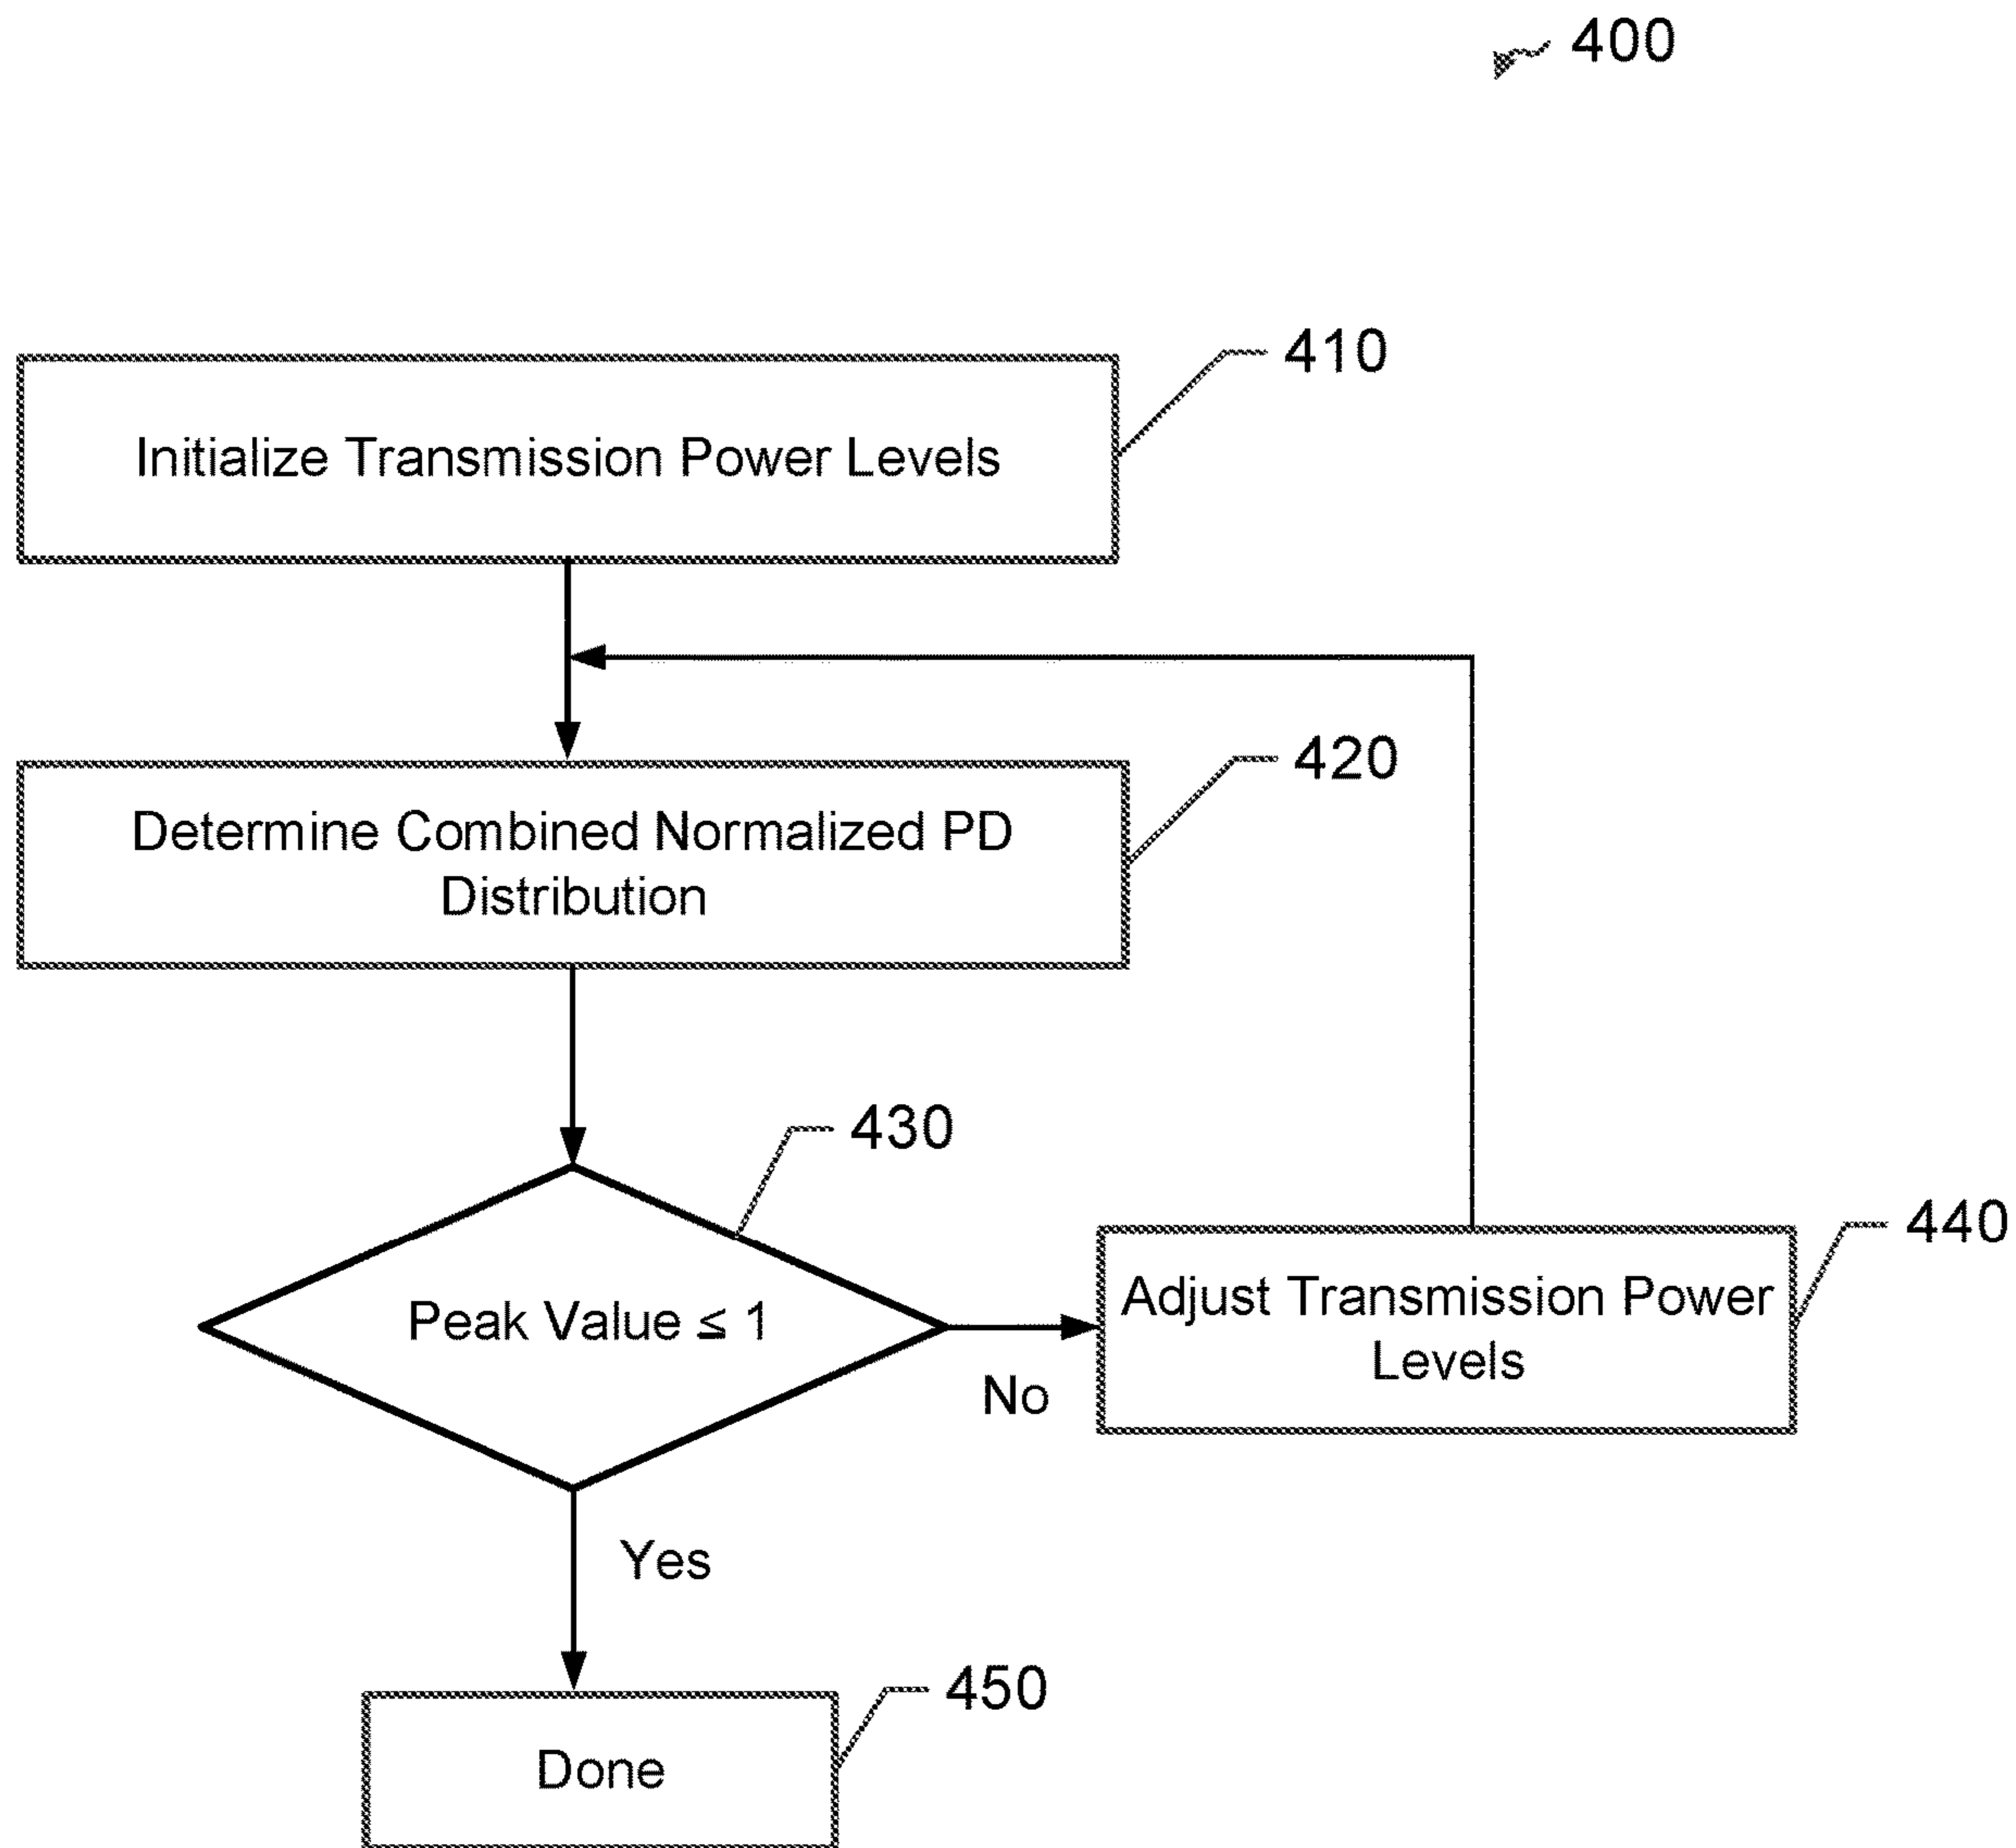 400
410
Initialize Transmission Power Levels
420
Determine Combined Normalized PD
Distribution
430
Peak Value ≤ 1
440
Adjust Transmission Power
Levels
No
Yes
450
Done